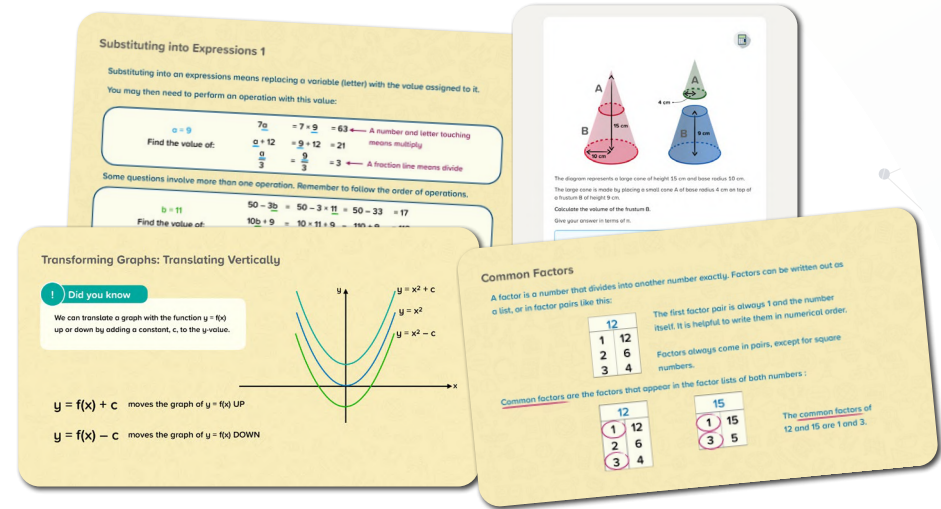 Substituting into Expressions 1
Substituting into an expressions means replacing a variable (letter) with the value assigned to it.
You may then need to perform an operation with this value:
a = 9
Find the value of:
7a = 7 × 9 = 63 ← A number and letter touching
means multiply
a + 12 = 9 + 12 = 21
a/3 = 9/3 = 3 ← A fraction line means divide
Some questions involve more than one operation. Remember to follow the order of operations.
b = 11
Find the value of:
50 − 3b = 50 − 3 × 11 = 50 − 33 = 17
10b + 9 = 10 × 11 + 9
A
B
15 cm
10 cm
A
4 cm
B
9 cm
The diagram represents a large cone of height 15 cm and base radius 10 cm.
The large cone is made by placing a small cone A of base radius 4 cm on top of
a frustum B of height 9 cm.
Calculate the volume of the frustum B.
Give your answer in terms of π.
Transforming Graphs: Translating Vertically
! Did you know
We can translate a graph with the function y = f(x)
up or down by adding a constant, c, to the y-value.
y = f(x) + c moves the graph of y = f(x) UP
y = f(x) − c moves the graph of y = f(x) DOWN
y
x
y = x² + c
y = x²
y = x² − c
Common Factors
A factor is a number that divides into another number exactly. Factors can be written out as
a list, or in factor pairs like this:
12
1 12
2 6
3 4
The first factor pair is always 1 and the number
itself. It is helpful to write them in numerical order.
Factors always come in pairs, except for square
numbers.
Common factors are the factors that appear in the factor lists of both numbers :
12
1 12
2 6
3 4
15
1 15
3 5
The common factors of
12 and 15 are 1 and 3.